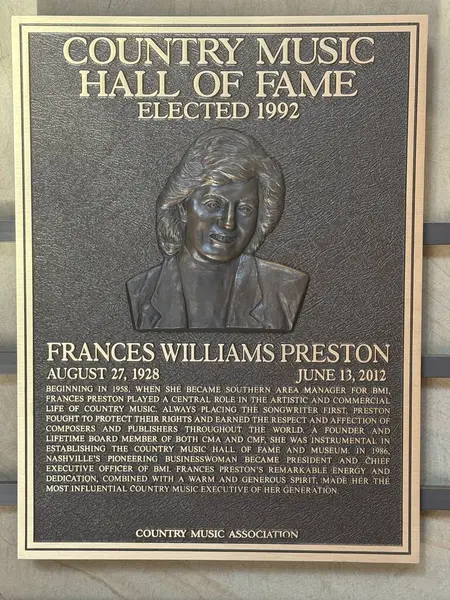 COUNTRY MUSIC
HALL OF FAME
ELECTED 1992
FRANCES WILLIAMS PRESTON
AUGUST 27, 1928 JUNE 13, 2012
BEGINNING IN 1958, WHEN SHE BECAME SOUTHERN AREA MANAGER FOR BMI,
FRANCES PRESTON PLAYED A CENTRAL ROLE IN THE ARTISTIC AND COMMERCIAL
LIFE OF COUNTRY MUSIC. ALWAYS PLACING THE SONGWRITER FIRST, PRESTON
FOUGHT TO PROTECT THEIR RIGHTS AND EARNED THE RESPECT AND AFFECTION OF
COMPOSERS AND PUBLISHERS THROUGHOUT THE WORLD. A FOUNDER AND
LIFETIME BOARD MEMBER OF BOTH CMA AND CMF, SHE WAS INSTRUMENTAL IN
ESTABLISHING THE COUNTRY MUSIC HALL OF FAME AND MUSEUM. IN 1986,
NASHVILLE'S PIONEERING BUSINESSWOMAN BECAME PRESIDENT AND CHIEF
EXECUTIVE OFFICER OF BMI. FRANCES PRESTON'S REMARKABLE ENERGY AND
DEDICATION, COMBINED WITH A WARM AND GENEROUS SPIRIT, MADE HER THE
MOST INFLUENTIAL COUNTRY MUSIC EXECUTIVE OF HER GENERATION.
COUNTRY MUSIC ASSOCIATION